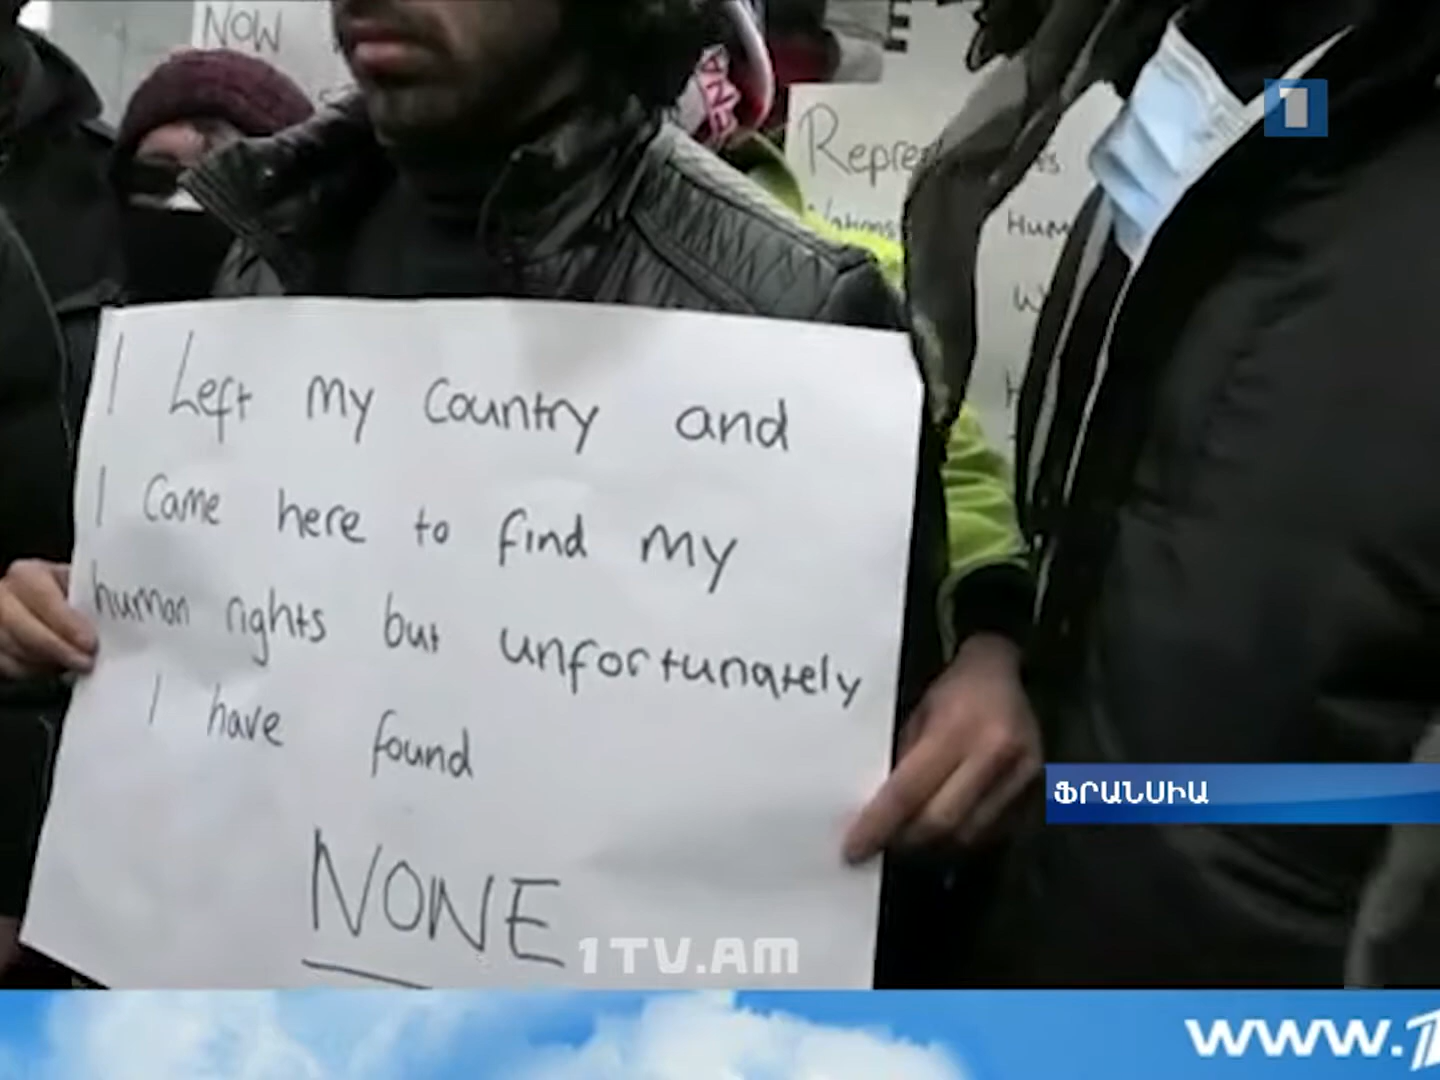 NOW
1
I Left my Country and
I Came here to find my
human rights but unfortunately
I have found
NONE
ՖՐԱՆՍԻԱ
1TV.AM
www.1